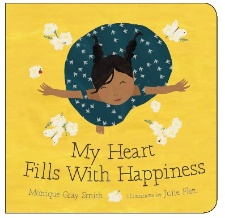 My Heart
Fills With Happiness
Monique Gray Smith
illustrated by Julie Flett